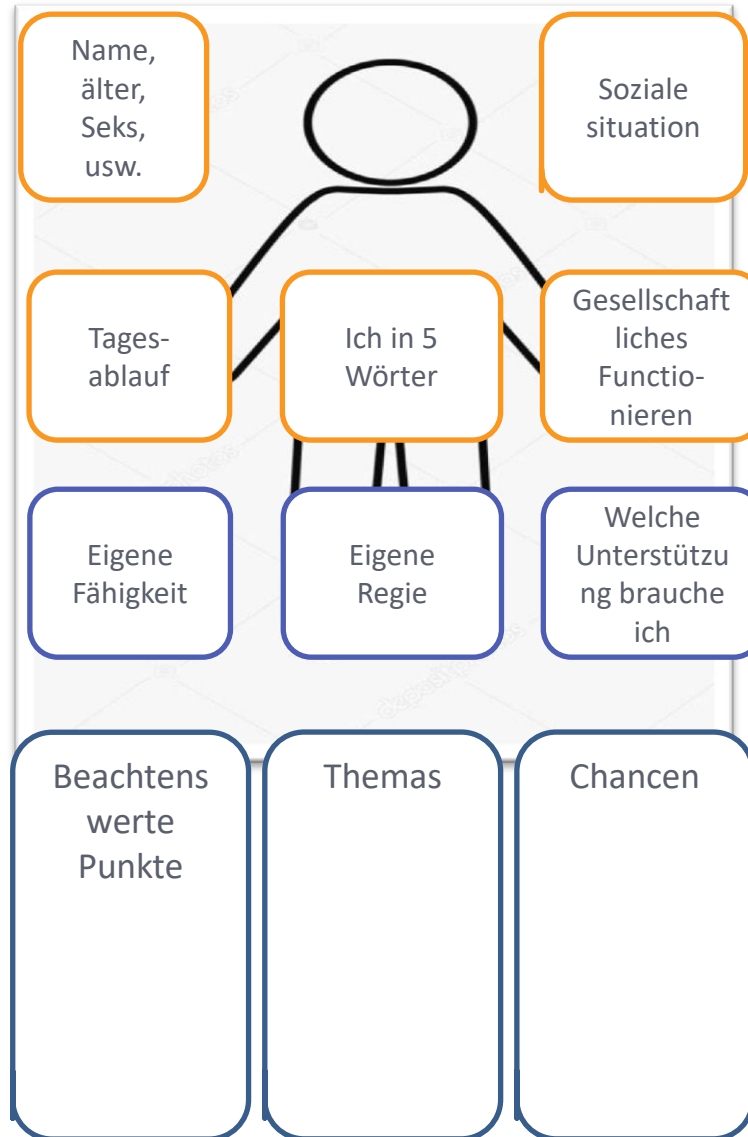 Name,
älter,
Seks,
usw.
Soziale
situation
Tages-
ablauf
Ich in 5
Wörter
Gesellschaft
liches
Functio-
nieren
Eigene
Fähigkeit
Eigene
Regie
Welche
Unterstützu
ng brauche
ich
Beachtens
werte
Punkte
Themas
Chancen
depositphotos